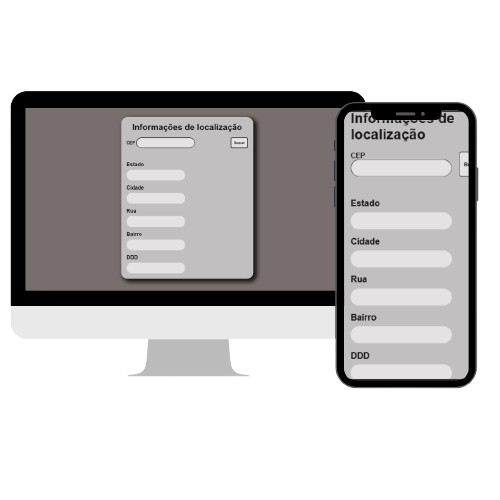 Informações de localização
CEP
Buscar
Estado
Cidade
Rua
Bairro
DDD
Informações de
localização
CEP
Estado
Cidade
Rua
Bairro
DDD